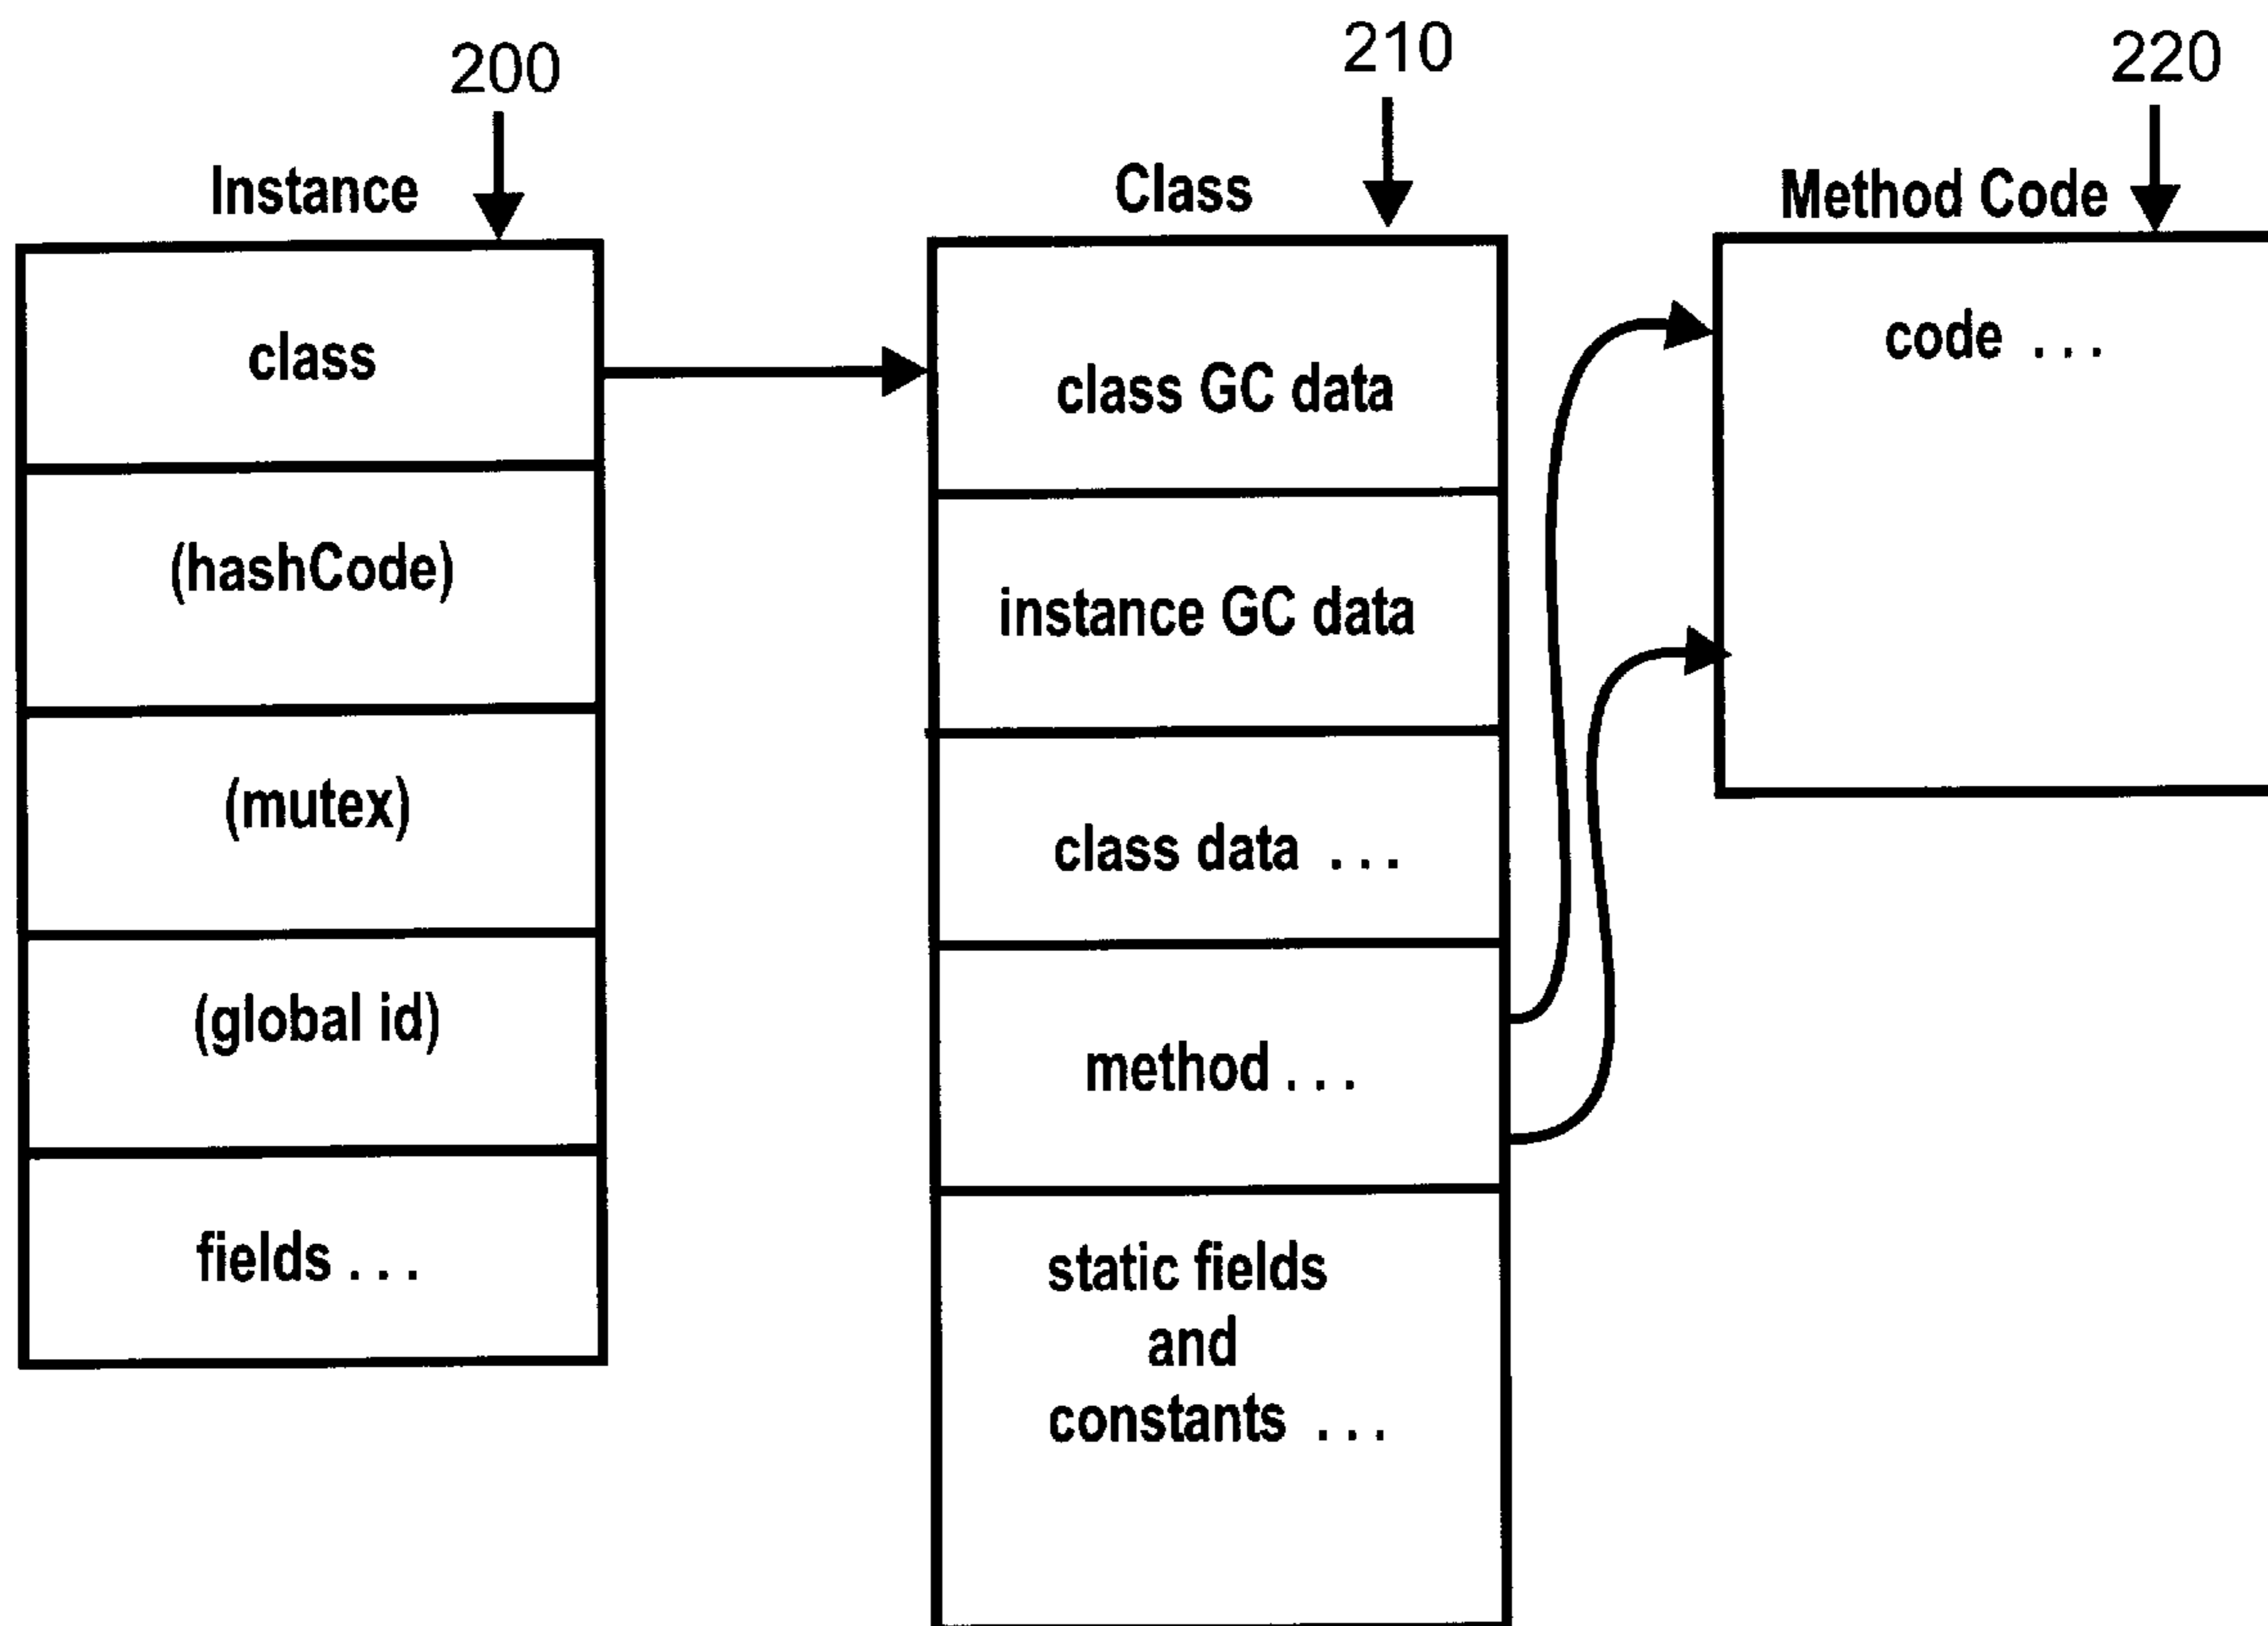 200
210
220
Instance
Class
Method Code
class
(hashCode)
(mutex)
(global id)
fields . . .
class GC data
instance GC data
class data . . .
method . . .
static fields
and
constants . . .
code . . .